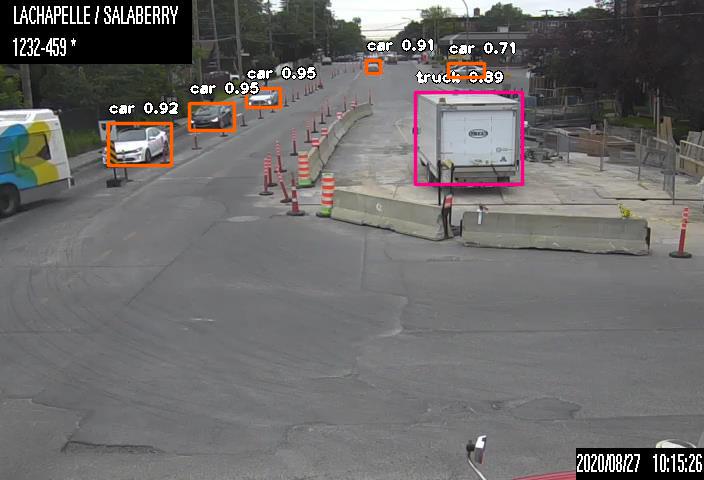 LACHAPELLE / SALABERRY
1232-459 *
car 0.91
car 0.71
car 0.95
truck 0.89
car 0.95
car 0.92
2020/08/27 10:15:26